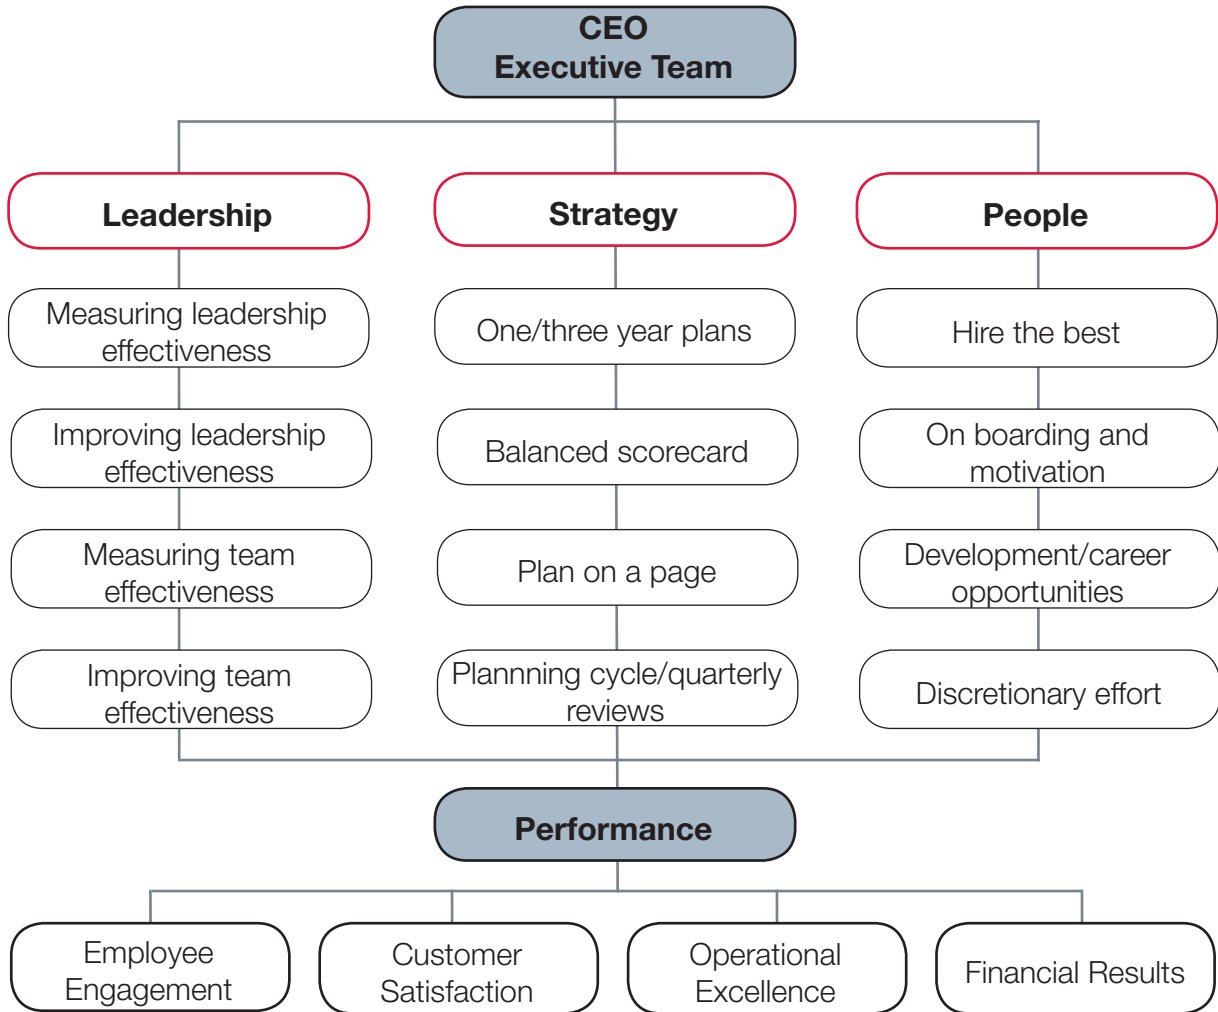 CEO
Executive Team
Leadership
Strategy
People
Measuring leadership
effectiveness
One/three year plans
Hire the best
Improving leadership
effectiveness
Balanced scorecard
On boarding and
motivation
Measuring team
effectiveness
Plan on a page
Development/career
opportunities
Improving team
effectiveness
Plannning cycle/quarterly
reviews
Discretionary effort
Performance
Employee
Engagement
Customer
Satisfaction
Operational
Excellence
Financial Results